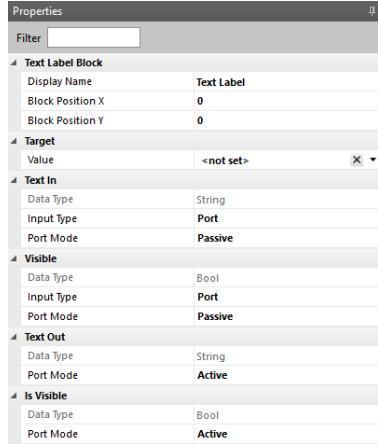 Properties
Filter
Text Label Block
Display Name Text Label
Block Position X 0
Block Position Y 0
Target
Value <not set>
Text In
Data Type String
Input Type Port
Port Mode Passive
Visible
Data Type Bool
Input Type Port
Port Mode Passive
Text Out
Data Type String
Port Mode Active
Is Visible
Data Type Bool
Port Mode Active